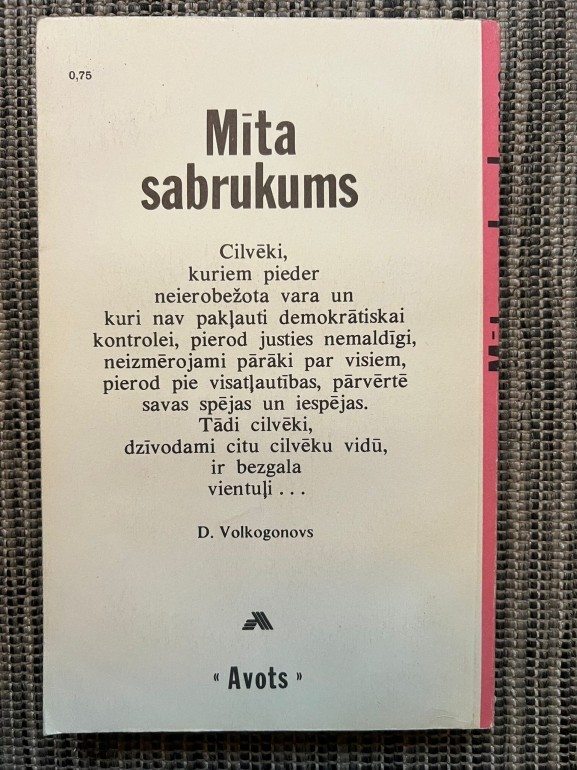 0,75
Mīta
sabrukums
Cilvēki,
kuriem pieder
neierobežota vara un
kuri nav pakļauti demokrātiskai
kontrolei, pierod justies nemaldīgi,
neizmērojami pārāki par visiem,
pierod pie visatļautības, pārvērtē
savas spējas un iespējas.
Tādi cilvēki,
dzīvodami citu cilvēku vidū,
ir bezgala
vientuļi . . .
D. Volkogonovs
« Avots »